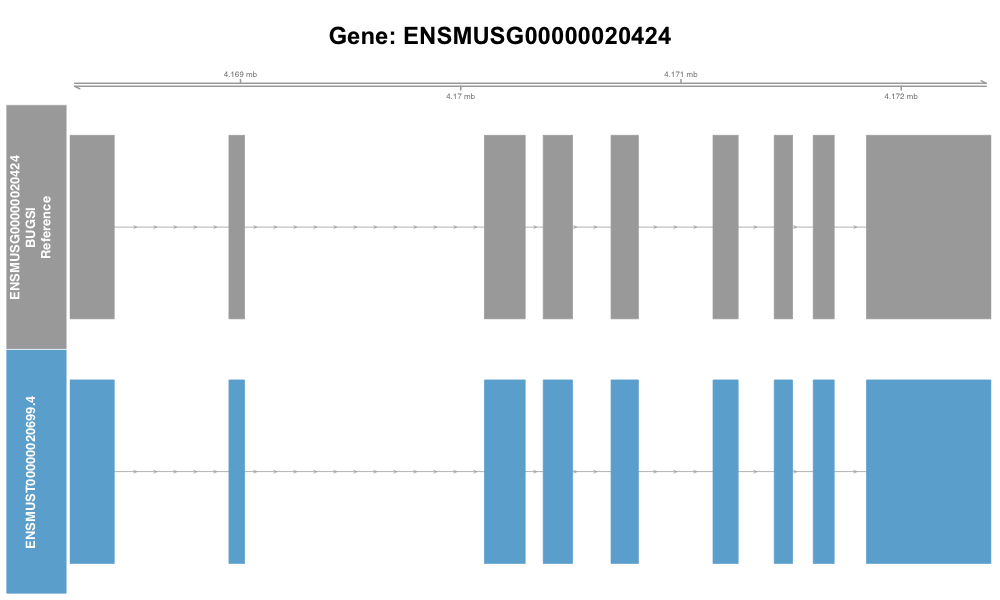 Gene: ENSMUSG00000020424
4.169 mb
4.171 mb
4.17 mb
4.172 mb
ENSMUSG00000020424
BUGSI
Reference
ENSMUST00000020699.4